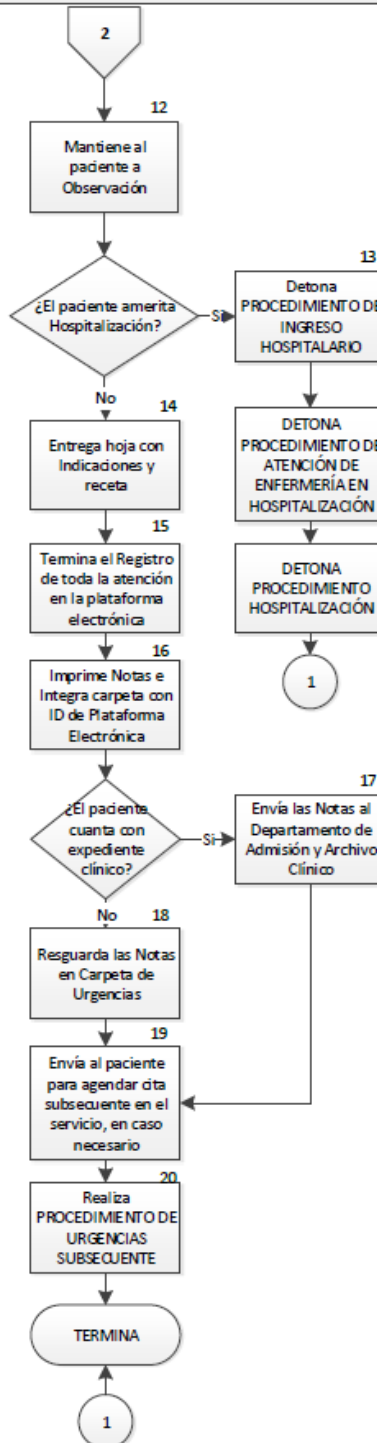 2
12
Mantiene al
paciente a
Observación
¿El paciente amerita
Hospitalización?
Si
13
Detona
PROCEDIMIENTO DE
INGRESO
HOSPITALARIO
No
14
Entrega hoja con
Indicaciones y
receta
DETONA
PROCEDIMIENTO DE
ATENCIÓN DE
ENFERMERÍA EN
HOSPITALIZACIÓN
15
Termina el Registro
de toda la atención
en la plataforma
electrónica
DETONA
PROCEDIMIENTO
HOSPITALIZACIÓN
16
Imprime Notas e
Integra carpeta con
ID de Plataforma
Electrónica
1
¿El paciente
cuanta con
expediente
clínico?
Si
17
Envía las Notas al
Departamento de
Admisión y Archivo
Clínico
No
18
Resguarda las Notas
en Carpeta de
Urgencias
19
Envía al paciente
para agendar cita
subsecuente en el
servicio, en caso
necesario
20
Realiza
PROCEDIMIENTO DE
URGENCIAS
SUBSECUENTE
TERMINA
1